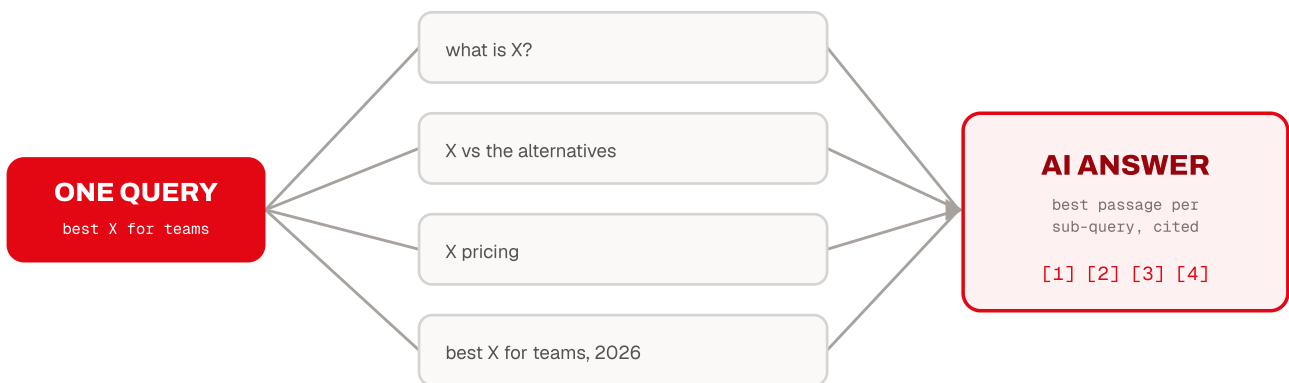 ONE QUERY
best X for teams
what is X?
X vs the alternatives
X pricing
best X for teams, 2026
AI ANSWER
best passage per
sub-query, cited
[1] [2] [3] [4]